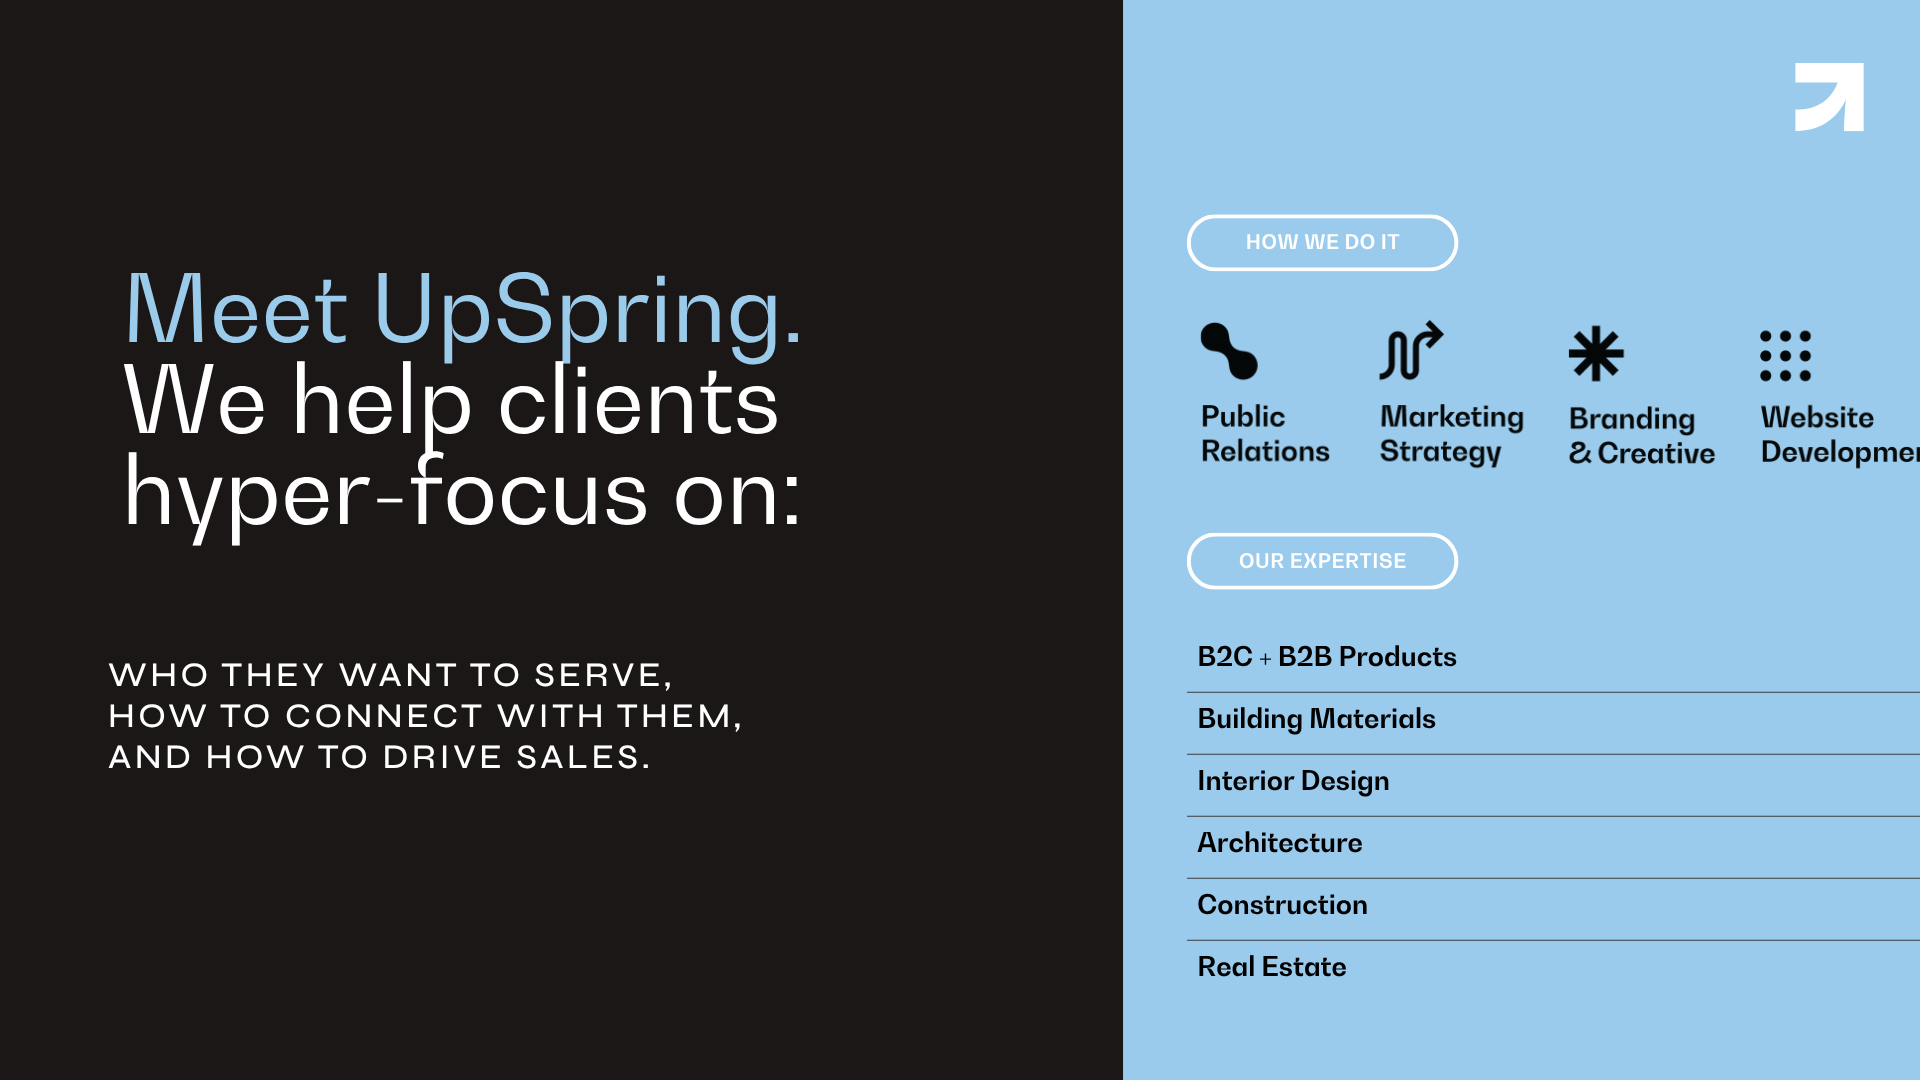 Meet UpSpring.
We help clients
hyper-focus on:
WHO THEY WANT TO SERVE,
HOW TO CONNECT WITH THEM,
AND HOW TO DRIVE SALES.
HOW WE DO IT
Public
Relations
Marketing
Strategy
Branding
& Creative
Website
OUR EXPERTISE
B2C + B2B Products
Building Materials
Interior Design
Architecture
Construction
Real Estate